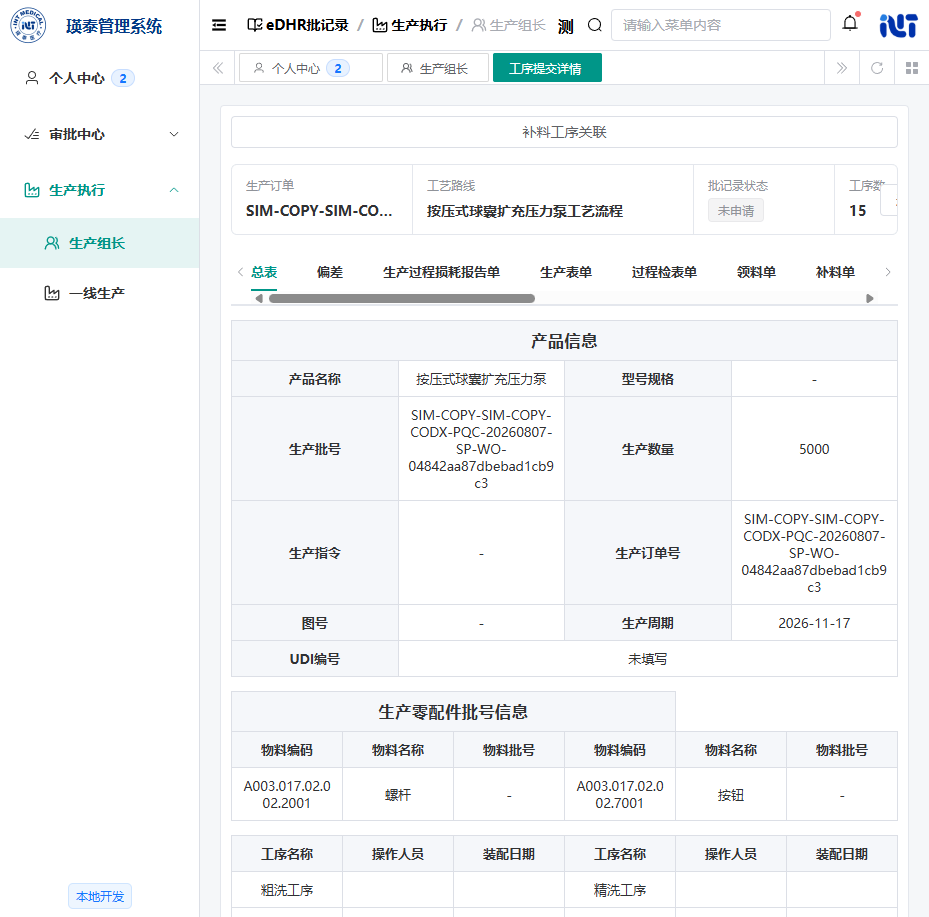 瑛泰管理系统
eDHR批记录 / 生产执行 / 生产组长
测
请输入菜单内容
INT
个人中心 2
审批中心
生产执行
生产组长
一线生产
本地开发
个人中心 2
生产组长
工序提交详情
补料工序关联
生产订单
SIM-COPY-SIM-CO...
工艺路线
按压式球囊扩充压力泵工艺流程
批记录状态
未申请
工序数
15
总表 偏差 生产过程损耗报告单 生产表单 过程检表单 领料单 补料单
产品信息
产品名称 按压式球囊扩充压力泵 型号规格 -
生产批号
SIM-COPY-SIM-COPY-
CODX-PQC-20260807-
SP-WO-
04842aa87dbebad1cb9
c3
生产数量 5000
生产指令 -
生产订单号
SIM-COPY-SIM-COPY-
CODX-PQC-20260807-
SP-WO-
04842aa87dbebad1cb9
c3
图号 - 生产周期 2026-11-17
UDI编号 未填写
生产零配件批号信息
物料编码 物料名称 物料批号 物料编码 物料名称 物料批号
A003.017.02.0
02.2001
螺杆 -
A003.017.02.0
02.7001
按钮 -
工序名称 操作人员 装配日期 工序名称 操作人员 装配日期
粗洗工序 精洗工序